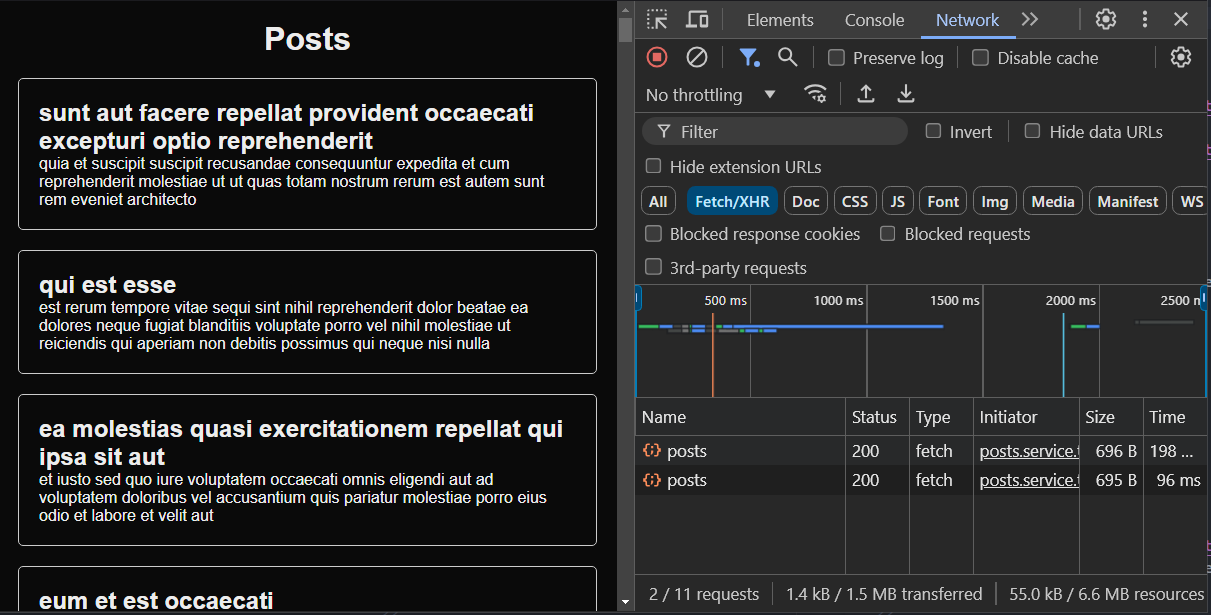 Posts
sunt aut facere repellat provident occaecati
excepturi optio reprehenderit
quia et suscipit suscipit recusandae consequuntur expedita et cum
reprehenderit molestiae ut ut quas totam nostrum rerum est autem sunt
rem eveniet architecto
qui est esse
est rerum tempore vitae sequi sint nihil reprehenderit dolor beatae ea
dolores neque fugiat blanditiis voluptate porro vel nihil molestiae ut
reiciendis qui aperiam non debitis possimus qui neque nisi nulla
ea molestias quasi exercitationem repellat qui
ipsa sit aut
et iusto sed quo iure voluptatem occaecati omnis eligendi aut ad
voluptatem doloribus vel accusantium quis pariatur molestiae porro eius
odio et labore et velit aut
eum et est occaecati
Elements Console Network
Preserve log Disable cache
No throttling
Filter Invert Hide data URLs
Hide extension URLs
All Fetch/XHR Doc CSS JS Font Img Media Manifest WS
Blocked response cookies Blocked requests
3rd-party requests
500 ms 1000 ms 1500 ms 2000 ms 2500 m
Name Status Type Initiator Size Time
posts 200 fetch posts.service.t 696 B 198 ...
posts 200 fetch posts.service.t 695 B 96 ms
2 / 11 requests 1.4 kB / 1.5 MB transferred 55.0 kB / 6.6 MB resources